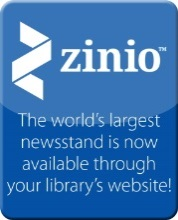 zinio™
The world's largest
newsstand is now
available through
your library's website!